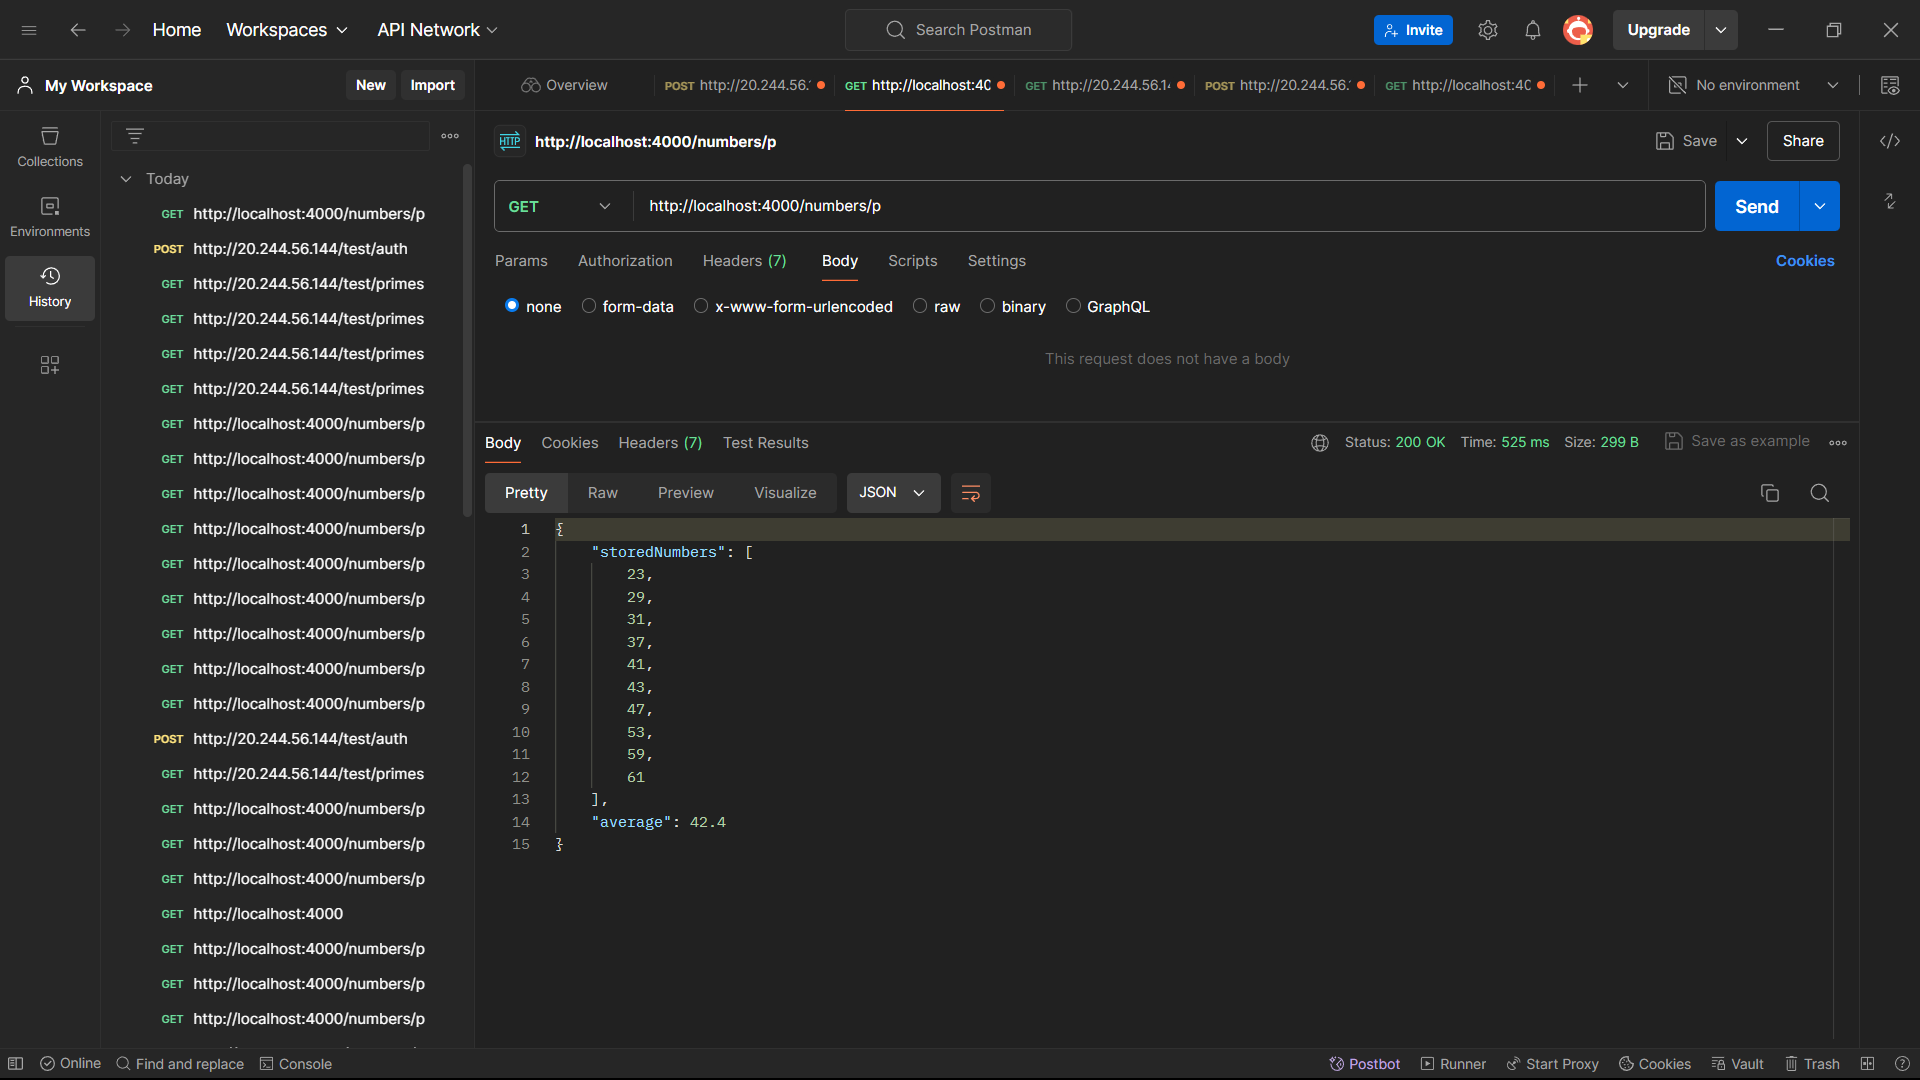 Home Workspaces API Network Search Postman Invite Upgrade
My Workspace New Import Overview POST http://20.244.56. GET http://localhost:40 GET http://20.244.56.14 POST http://20.244.56. GET http://localhost:40 No environment
Collections
Environments
History
Today
GET http://localhost:4000/numbers/p
POST http://20.244.56.144/test/auth
GET http://20.244.56.144/test/primes
GET http://20.244.56.144/test/primes
GET http://20.244.56.144/test/primes
GET http://20.244.56.144/test/primes
GET http://localhost:4000/numbers/p
GET http://localhost:4000/numbers/p
GET http://localhost:4000/numbers/p
GET http://localhost:4000/numbers/p
GET http://localhost:4000/numbers/p
GET http://localhost:4000/numbers/p
GET http://localhost:4000/numbers/p
GET http://localhost:4000/numbers/p
GET http://localhost:4000/numbers/p
POST http://20.244.56.144/test/auth
GET http://20.244.56.144/test/primes
GET http://localhost:4000/numbers/p
GET http://localhost:4000/numbers/p
GET http://localhost:4000/numbers/p
GET http://localhost:4000
GET http://localhost:4000/numbers/p
GET http://localhost:4000/numbers/p
GET http://localhost:4000/numbers/p
HTTP http://localhost:4000/numbers/p Save Share
GET http://localhost:4000/numbers/p Send
Params Authorization Headers (7) Body Scripts Settings Cookies
none form-data x-www-form-urlencoded raw binary GraphQL
This request does not have a body
Body Cookies Headers (7) Test Results Status: 200 OK Time: 525 ms Size: 299 B Save as example
Pretty Raw Preview Visualize JSON
1 {
2 "storedNumbers": [
3 23,
4 29,
5 31,
6 37,
7 41,
8 43,
9 47,
10 53,
11 59,
12 61
13 ],
14 "average": 42.4
15 }
Online Find and replace Console Postbot Runner Start Proxy Cookies Vault Trash